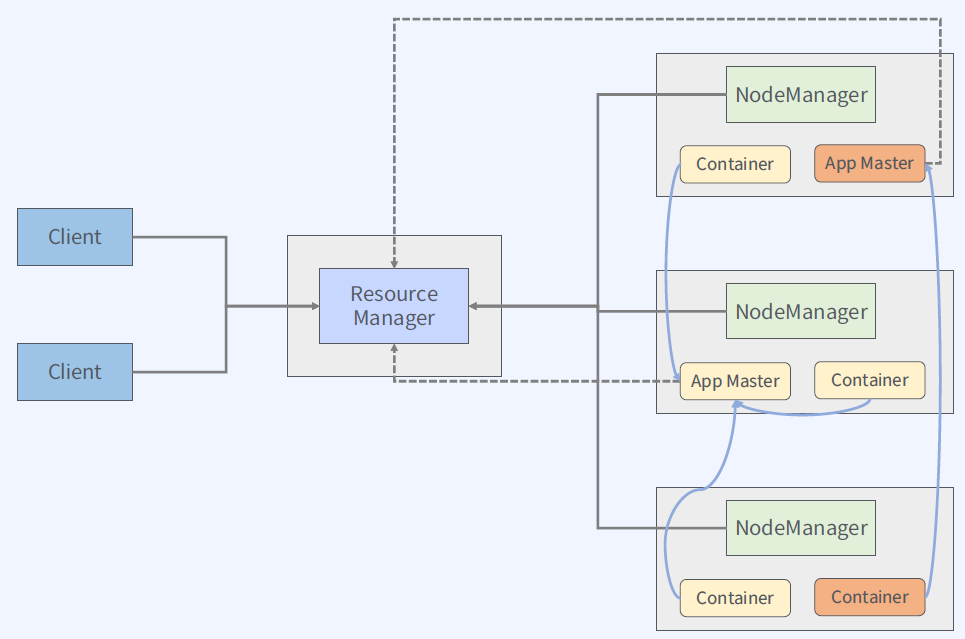 NodeManager
Container
App Master
Client
Resource
Manager
NodeManager
Client
App Master
Container
NodeManager
Container
Container